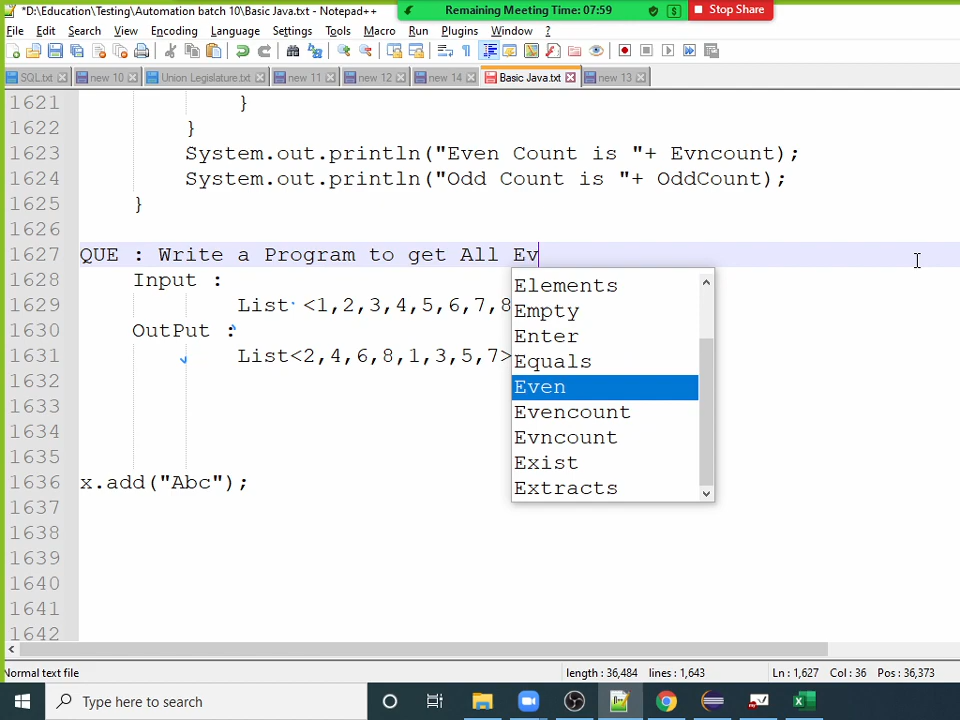 *D:\Education\Testing\Automation batch 10\Basic Java.txt - Notepad++
Remaining Meeting Time: 07:59
Stop Share
File Edit Search View Encoding Language Settings Tools Macro Run Plugins Window ?
SQL.txt new 10 Union Legislature.txt new 11 new 12 new 14 Basic Java.txt new 13
1621 }
1622 }
1623 System.out.println("Even Count is "+ Evncount);
1624 System.out.println("Odd Count is "+ OddCount);
1625 }
1626
1627 QUE : Write a Program to get All Ev
1628 Input :
1629 List <1,2,3,4,5,6,7,8
1630 OutPut :
1631 List<2,4,6,8,1,3,5,7>
1632
1633
1634
1635
1636 x.add("Abc");
1637
1638
1639
1640
1641
1642
Elements
Empty
Enter
Equals
Even
Evencount
Evncount
Exist
Extracts
Normal text file length : 36,484 lines : 1,643 Ln : 1,627 Col : 36 Pos : 36,373
Type here to search